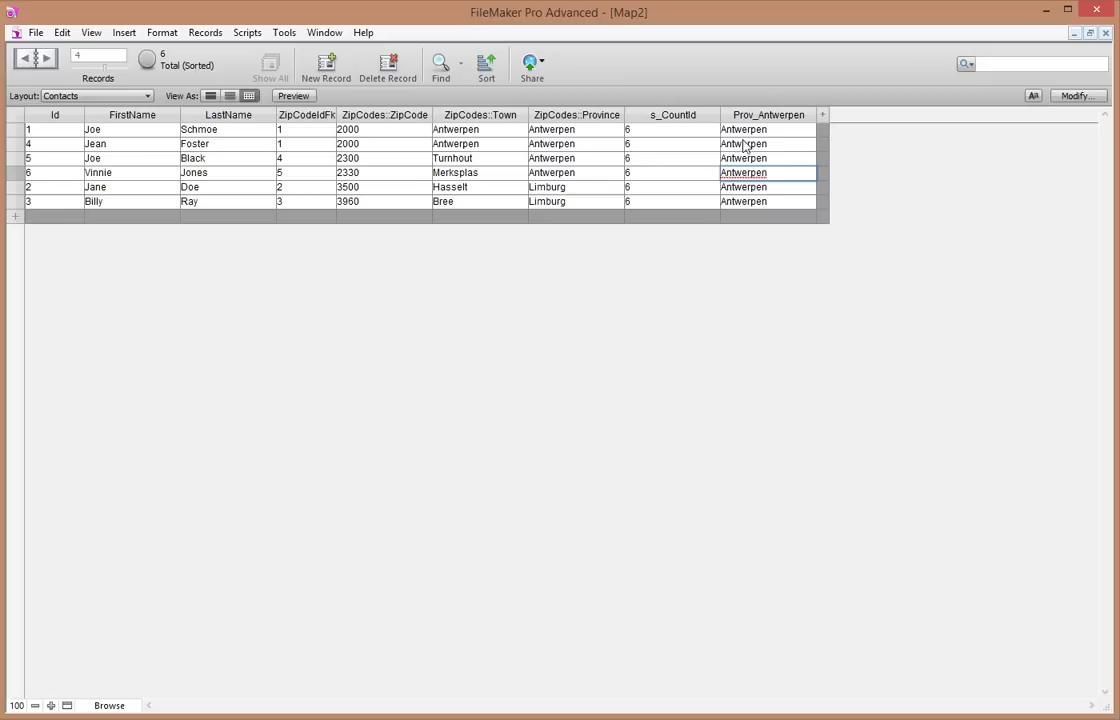 FileMaker Pro Advanced - [Map2]
File Edit View Insert Format Records Scripts Tools Window Help
4
6
Total (Sorted)
Records
Show All New Record Delete Record Find Sort Share
Layout: Contacts View As: Preview Aa Modify...
Id FirstName LastName ZipCodeIdFk ZipCodes::ZipCode ZipCodes::Town ZipCodes::Province s_CountId Prov_Antwerpen +
1 Joe Schmoe 1 2000 Antwerpen Antwerpen 6 Antwerpen
4 Jean Foster 1 2000 Antwerpen Antwerpen 6 Antwerpen
5 Joe Black 4 2300 Turnhout Antwerpen 6 Antwerpen
6 Vinnie Jones 5 2330 Merksplas Antwerpen 6 Antwerpen
2 Jane Doe 2 3500 Hasselt Limburg 6 Antwerpen
3 Billy Ray 3 3960 Bree Limburg 6 Antwerpen
+
100 Browse